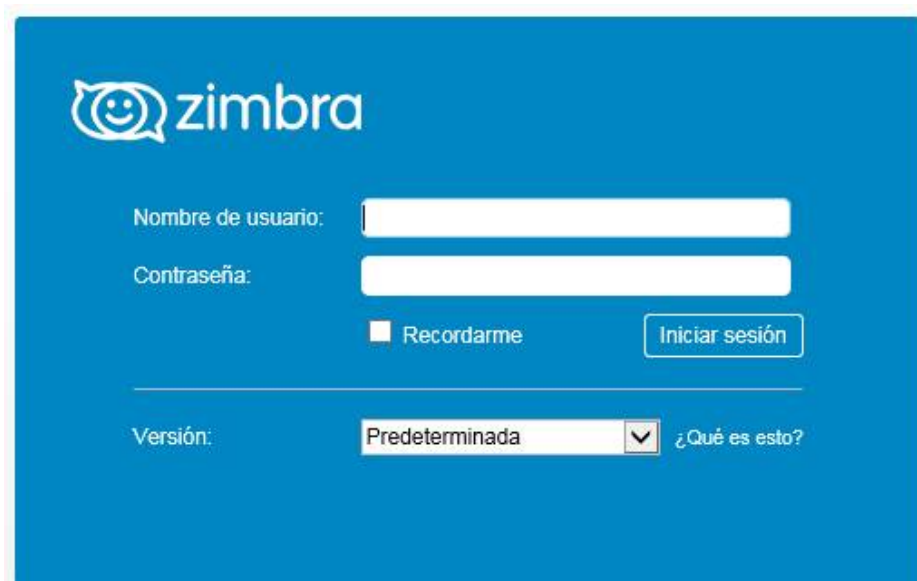 zimbra
Nombre de usuario:
Contraseña:
Recordarme Iniciar sesión
Versión: Predeterminada ¿Qué es esto?